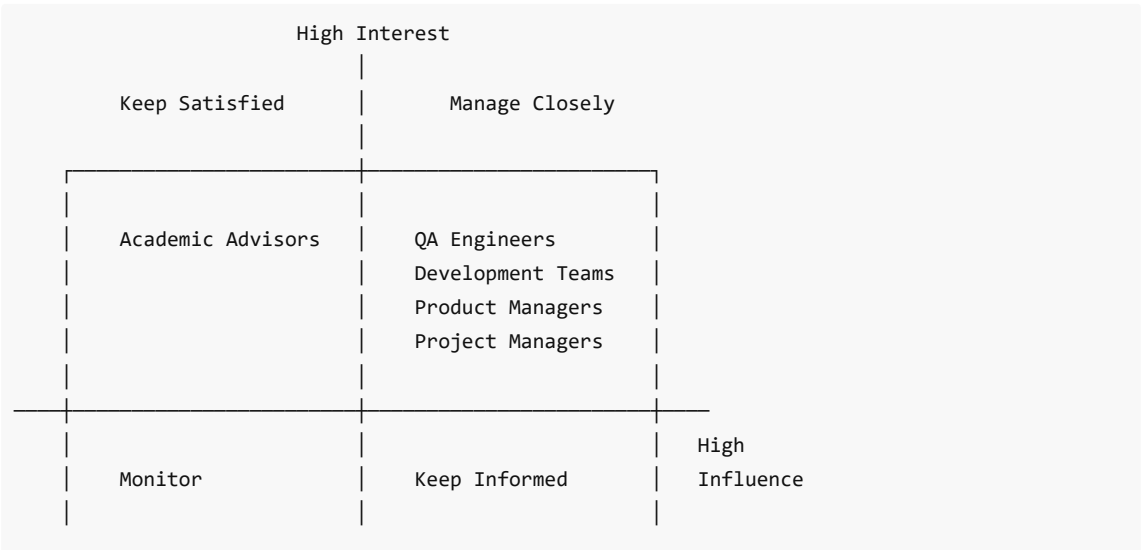 High Interest
Keep Satisfied Manage Closely
Academic Advisors QA Engineers
Development Teams
Product Managers
Project Managers
High
Monitor Keep Informed Influence